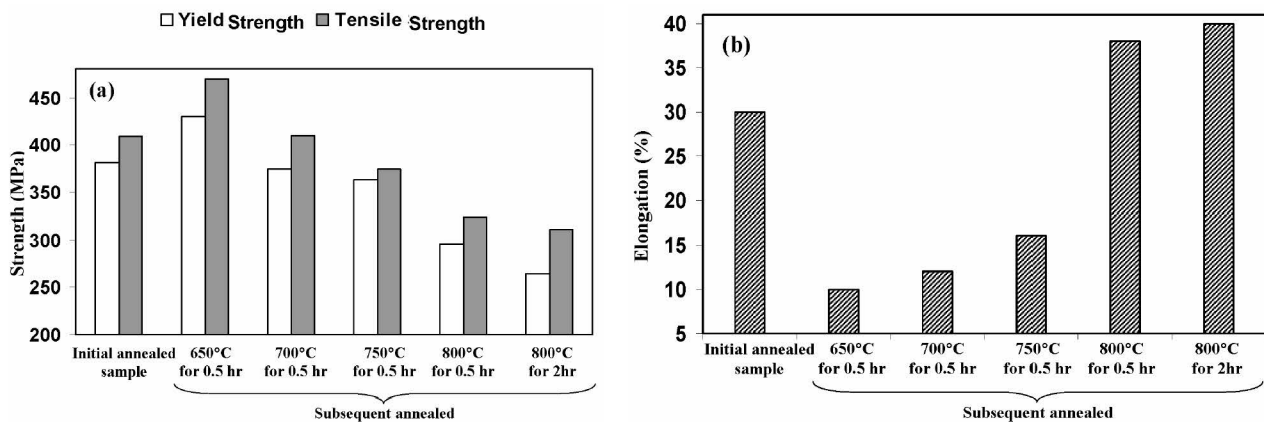 Yield Strength Tensile Strength
(a)
Strength (MPa)
450
400
350
300
250
200
Initial annealed sample
650°C for 0.5 hr
700°C for 0.5 hr
750°C for 0.5 hr
800°C for 0.5 hr
800°C for 2hr
Subsequent annealed
(b)
Elongation (%)
40
35
30
25
20
15
10
5
Initial annealed sample
650°C for 0.5 hr
700°C for 0.5 hr
750°C for 0.5 hr
800°C for 0.5 hr
800°C for 2hr
Subsequent annealed